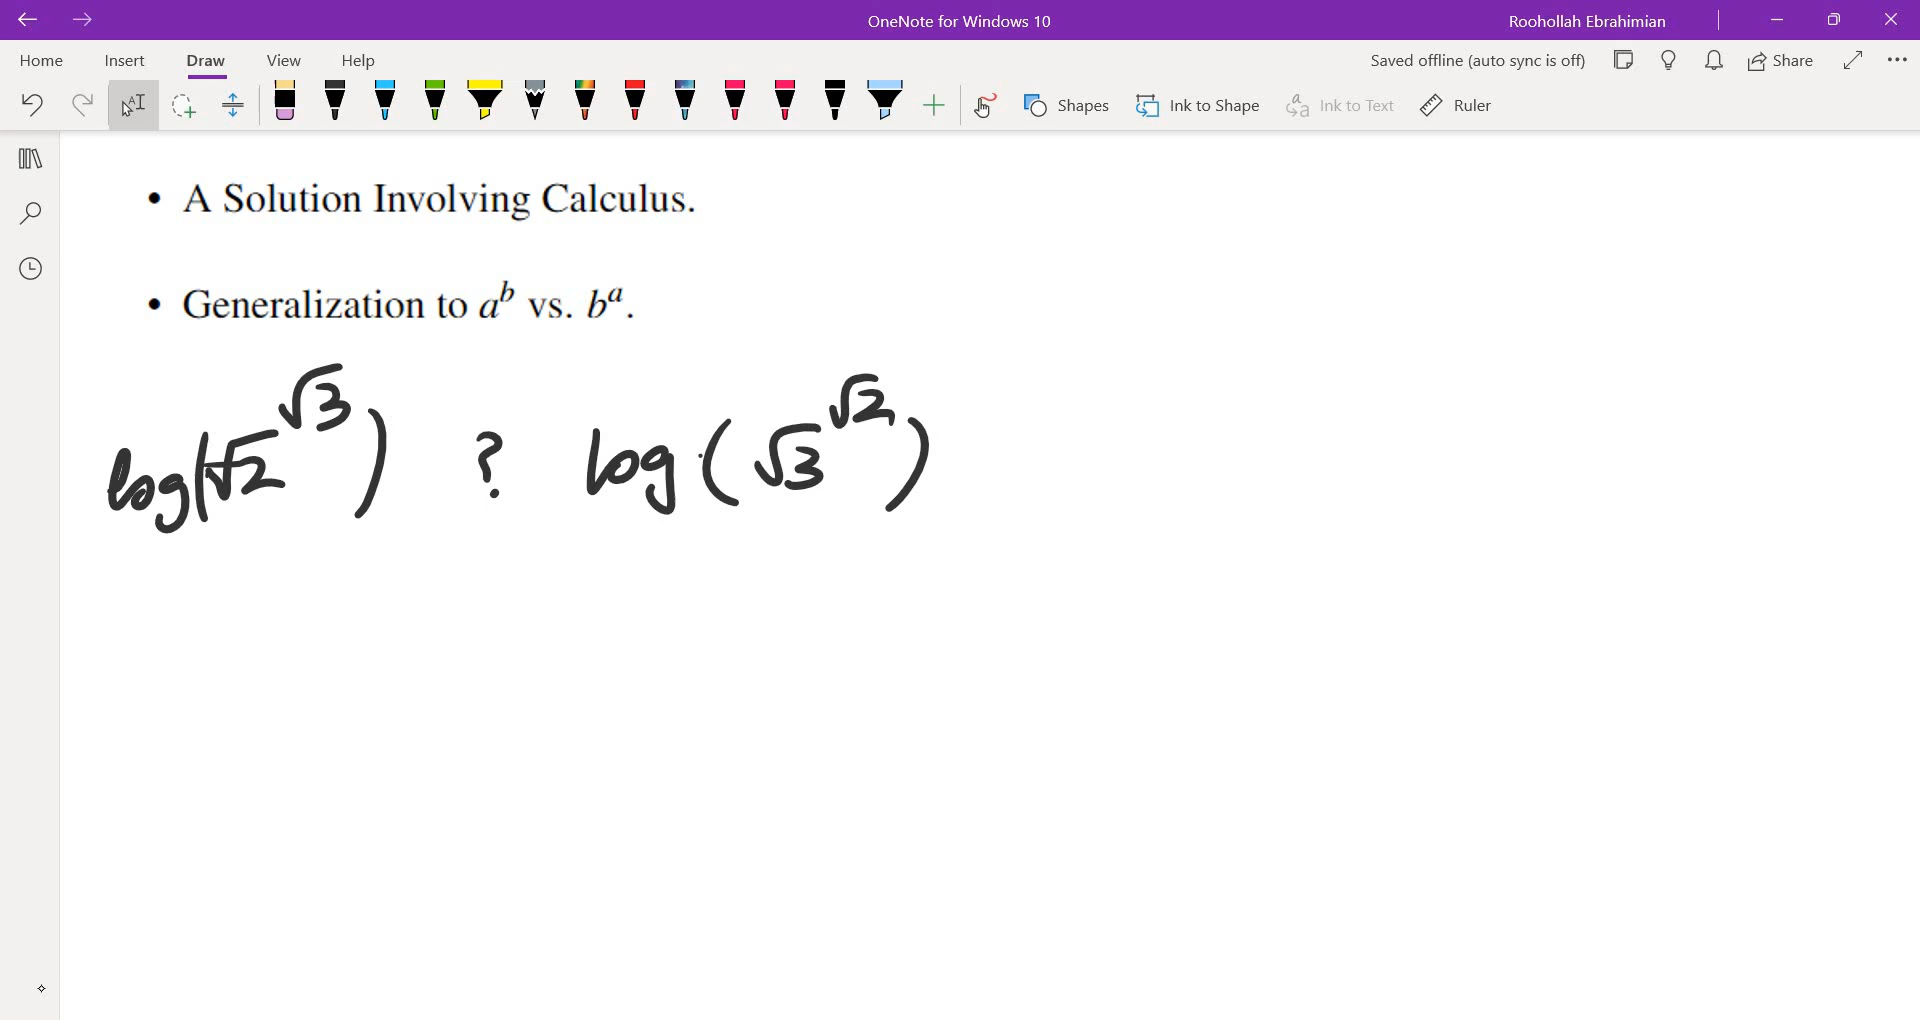 OneNote for Windows 10
Roohollah Ebrahimian
Home Insert Draw View Help
Saved offline (auto sync is off) Share
Shapes Ink to Shape Ink to Text Ruler
• A Solution Involving Calculus.
• Generalization to a^b vs. b^a.
log(√2^√3) ? log(√3^√2)